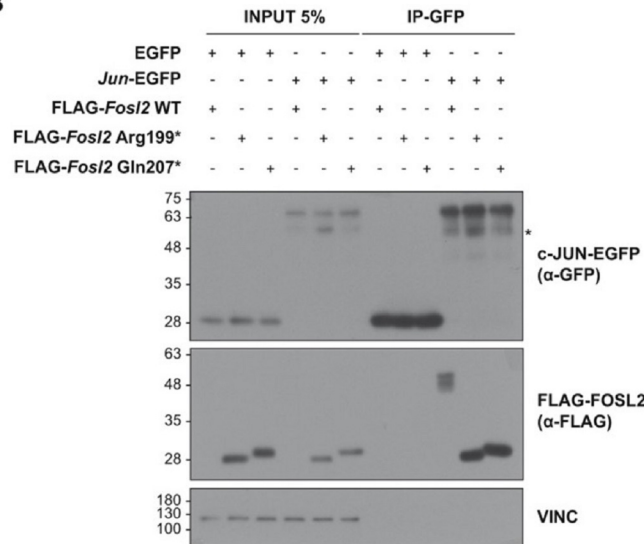 INPUT 5% IP-GFP
EGFP + + + - - - + + + - - -
Jun-EGFP - - - + + + - - - + + +
FLAG-Fosl2 WT + - - + - - + - - + - -
FLAG-Fosl2 Arg199* - + - - + - - + - - + -
FLAG-Fosl2 Gln207* - - + - - + - - + - - +
75
63
48
35
28
*
c-JUN-EGFP
(α-GFP)
63
48
35
28
FLAG-FOSL2
(α-FLAG)
180
130
100
VINC